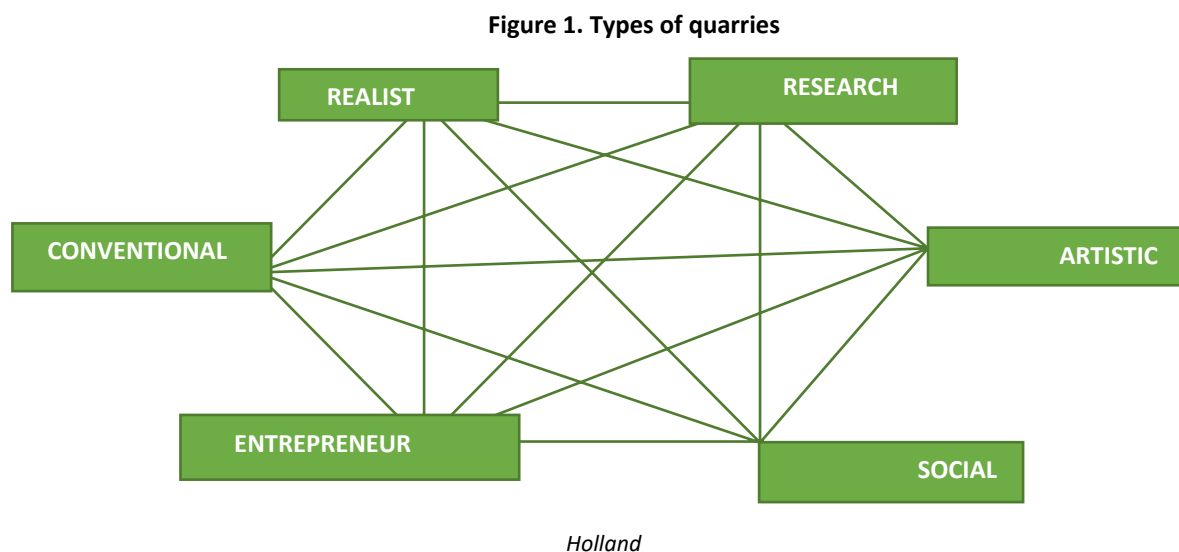 Figure 1. Types of quarries
REALIST
RESEARCH
CONVENTIONAL
ARTISTIC
ENTREPRENEUR
SOCIAL
Holland